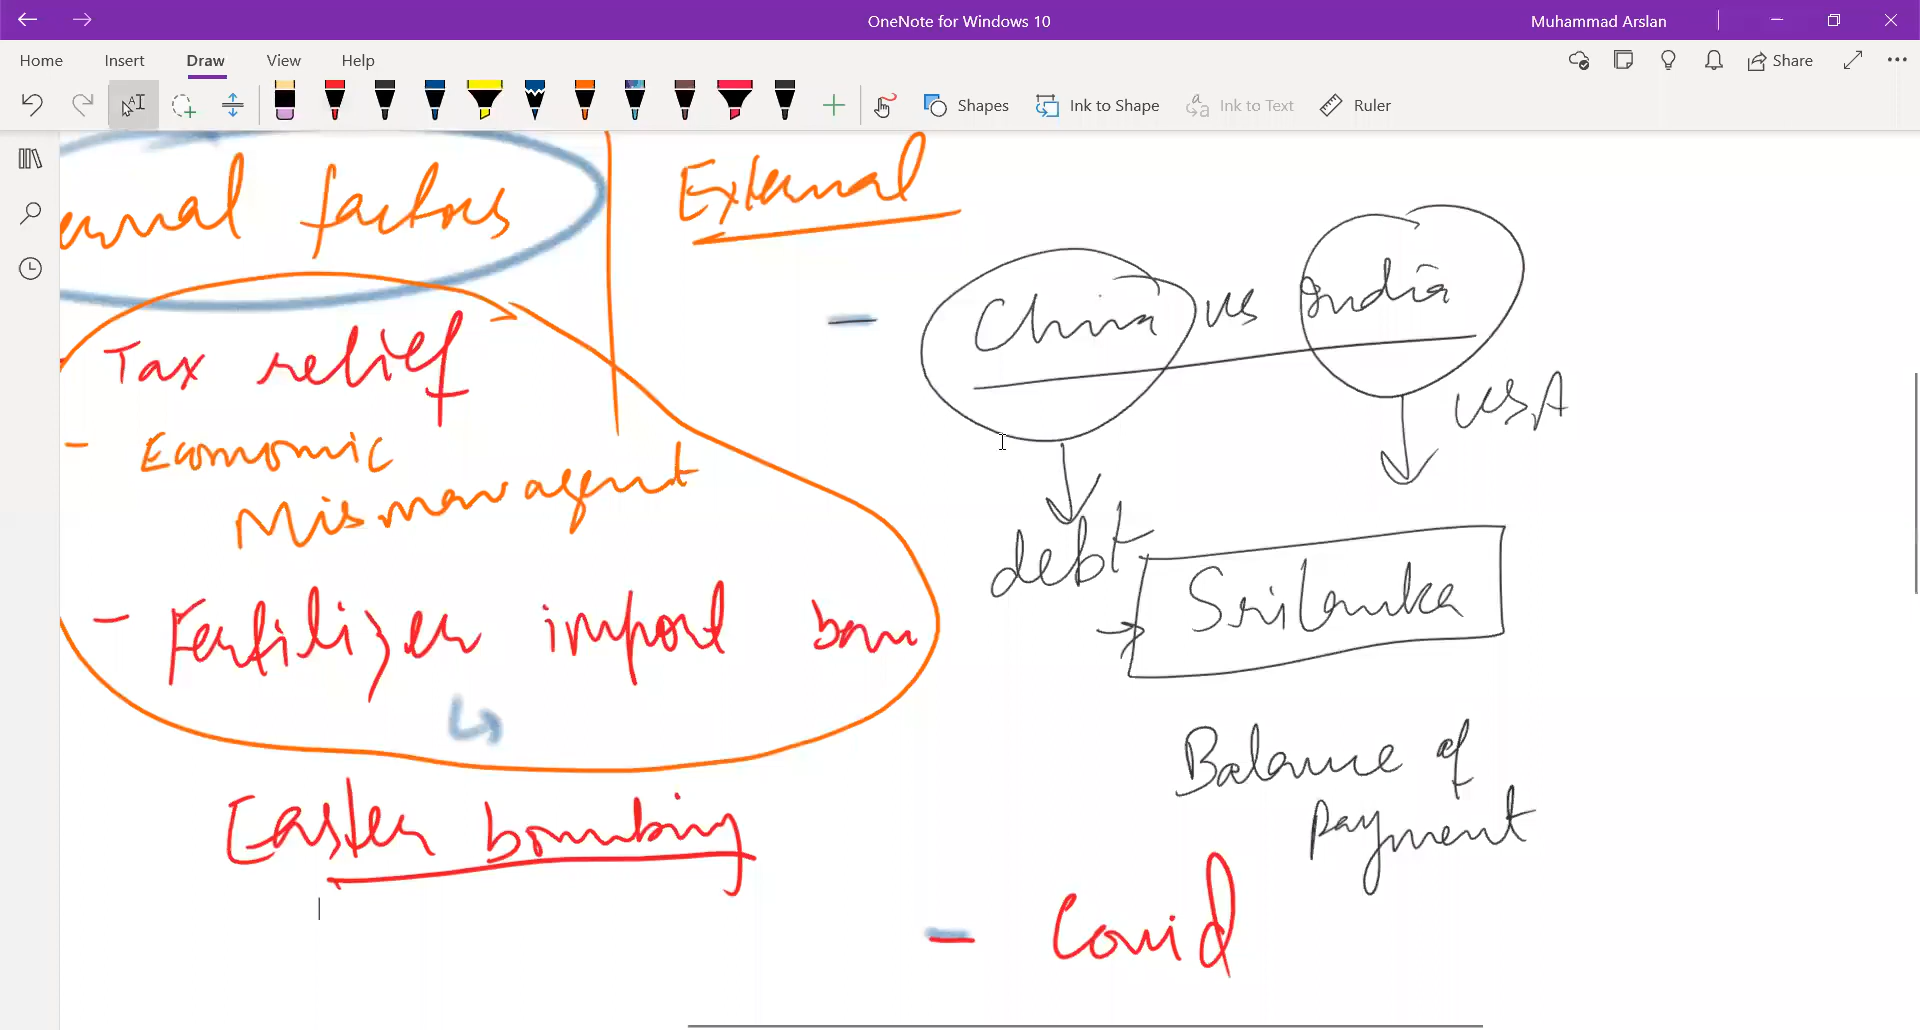 OneNote for Windows 10
Muhammad Arslan
Home Insert Draw View Help
Share
Shapes
Ink to Shape
Ink to Text
Ruler
ernal factors
External
Tax relief
- Economic
Mismanagent
- Fertilizer import ban
Easter bombing
- China vs India
USA
debt
Srilanka
Balance of
payment
- Covid